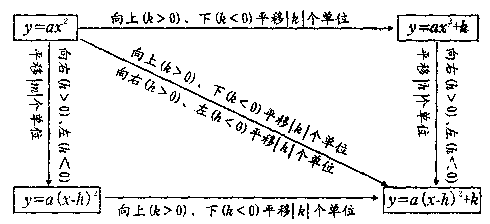 y=ax²
向上(k>0)、下(k<0)平移|k|个单位
y=ax²+k
向右(h>0)、左(h<0)
平移|m|个单位
向上(k>0)、下(k<0)平移|k|个单位
向右(h>0)、左(h<0)平移|k|个单位
向右(h>0)、左(h<0)
平移|h|个单位
y=a(x-h)²
向上(k>0)、下(k<0)平移|k|个单位
y=a(x-h)²+k